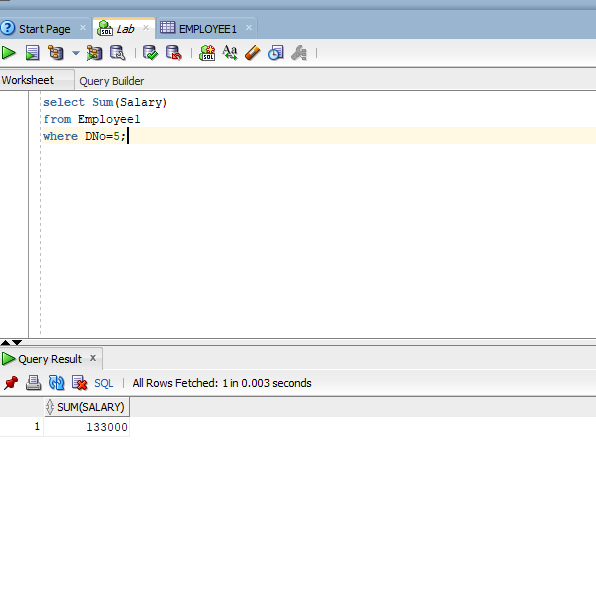 Start Page
Lab
EMPLOYEE1
Worksheet
Query Builder
select Sum(Salary)
from Employee1
where DNo=5;
Query Result x
SQL | All Rows Fetched: 1 in 0.003 seconds
SUM(SALARY)
1 133000